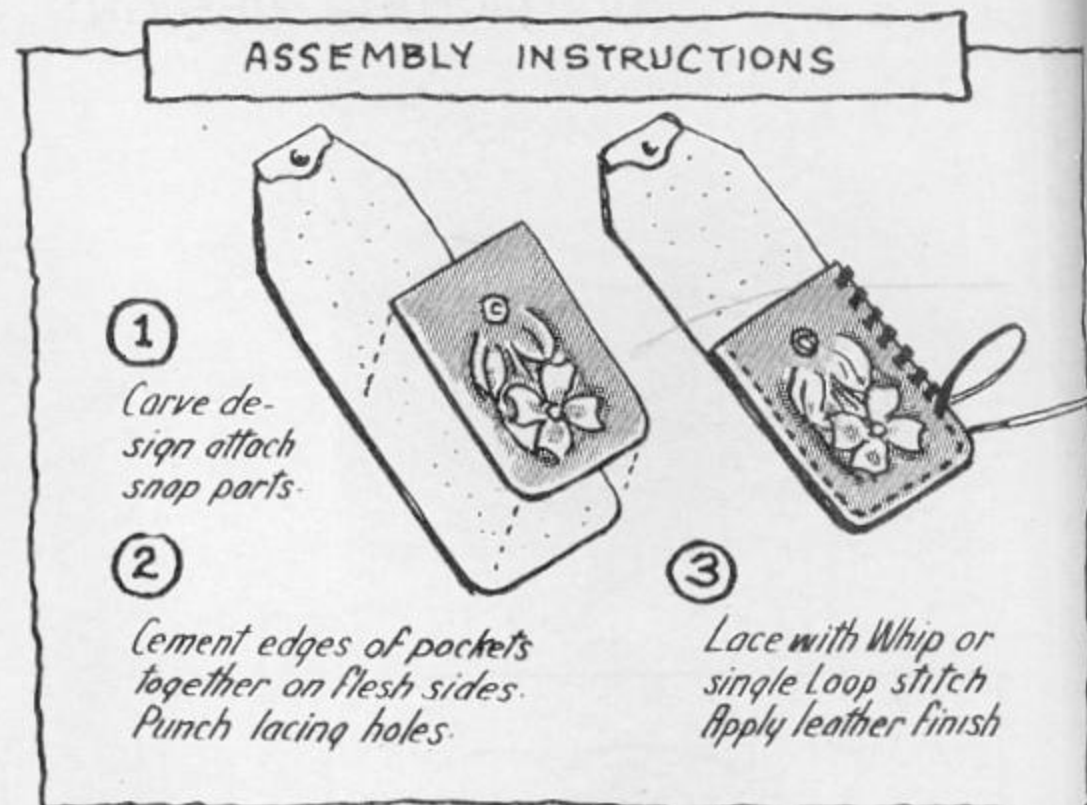 ASSEMBLY INSTRUCTIONS
1
Carve de-
sign attach
snap parts.
2
Cement edges of pockets
together on flesh sides.
Punch lacing holes.
3
Lace with Whip or
single Loop stitch
Apply leather finish